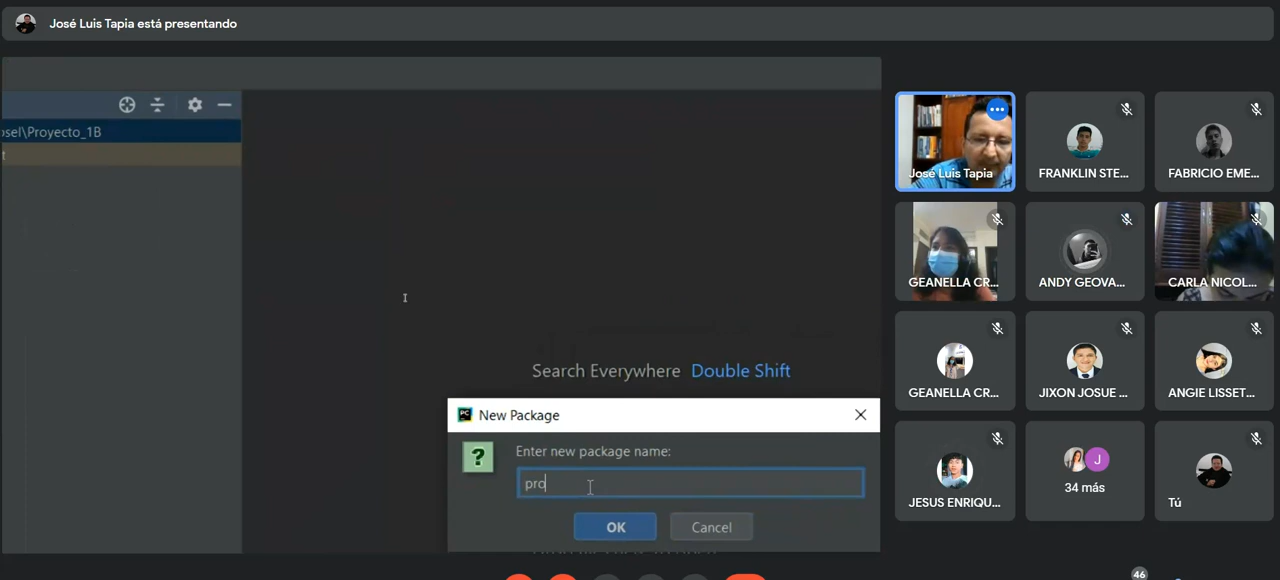 José Luis Tapia está presentando
osel\Proyecto_1B
t
Search Everywhere Double Shift
PC New Package
?
Enter new package name:
pro
OK
Cancel
José Luis Tapia
FRANKLIN STE...
FABRICIO EME...
GEANELLA CR...
ANDY GEOVA...
CARLA NICOL...
GEANELLA CR...
JIXON JOSUE ...
ANGIE LISSET...
JESUS ENRIQU...
J
34 más
Tú
46